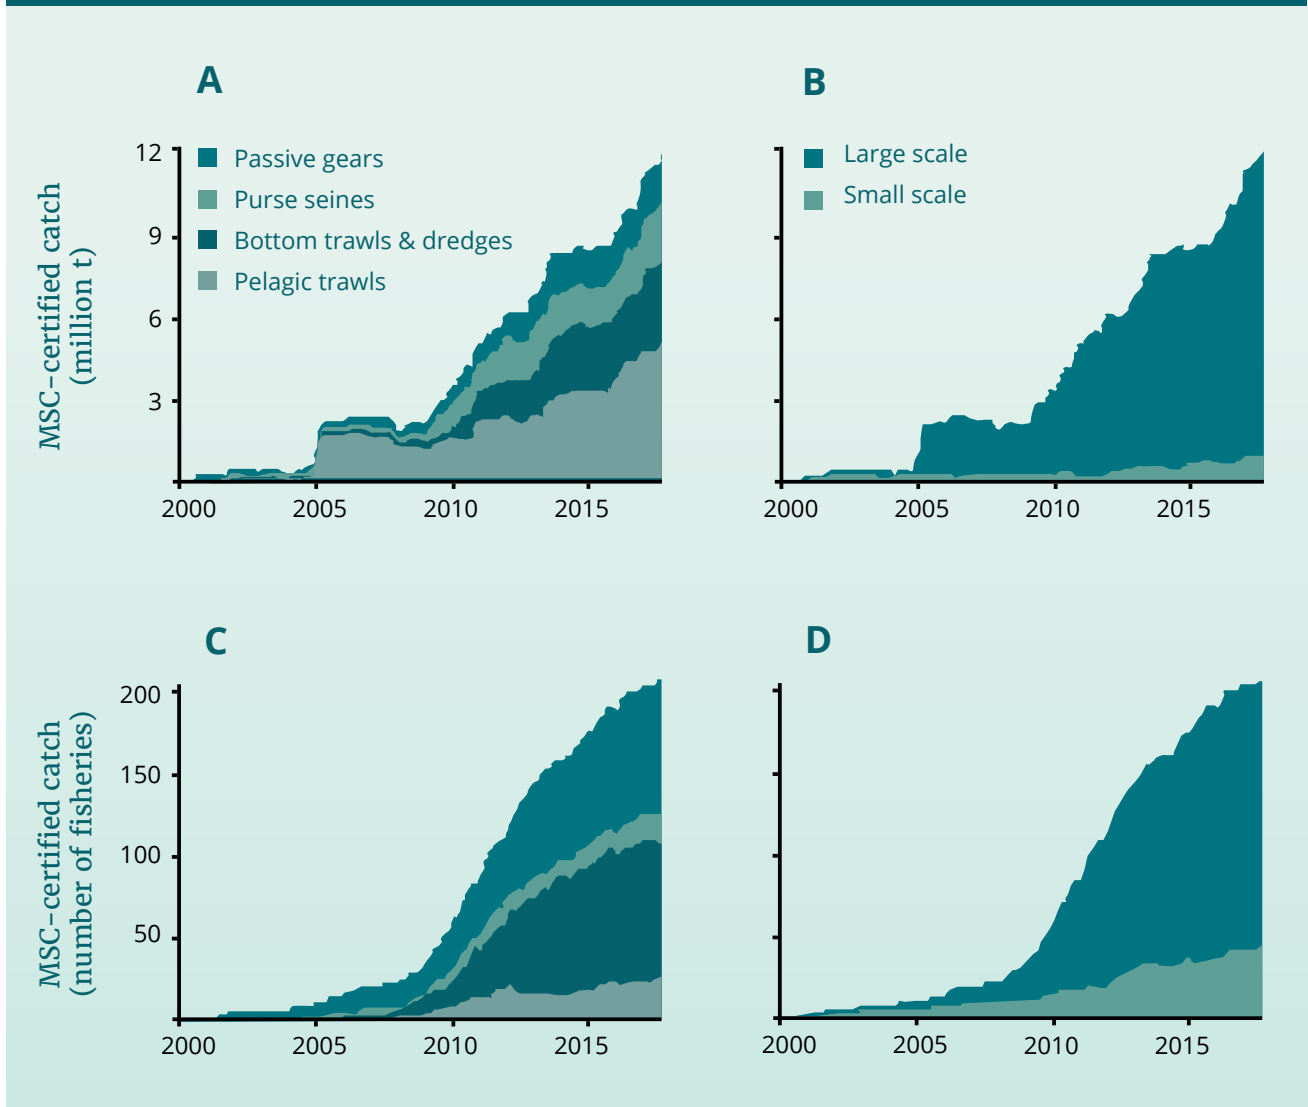 A
B
MSC–certified catch
(million t)
12
9
6
3
Passive gears
Purse seines
Bottom trawls & dredges
Pelagic trawls
Large scale
Small scale
2000 2005 2010 2015
2000 2005 2010 2015
C
D
MSC–certified catch
(number of fisheries)
200
150
100
50
2000 2005 2010 2015
2000 2005 2010 2015